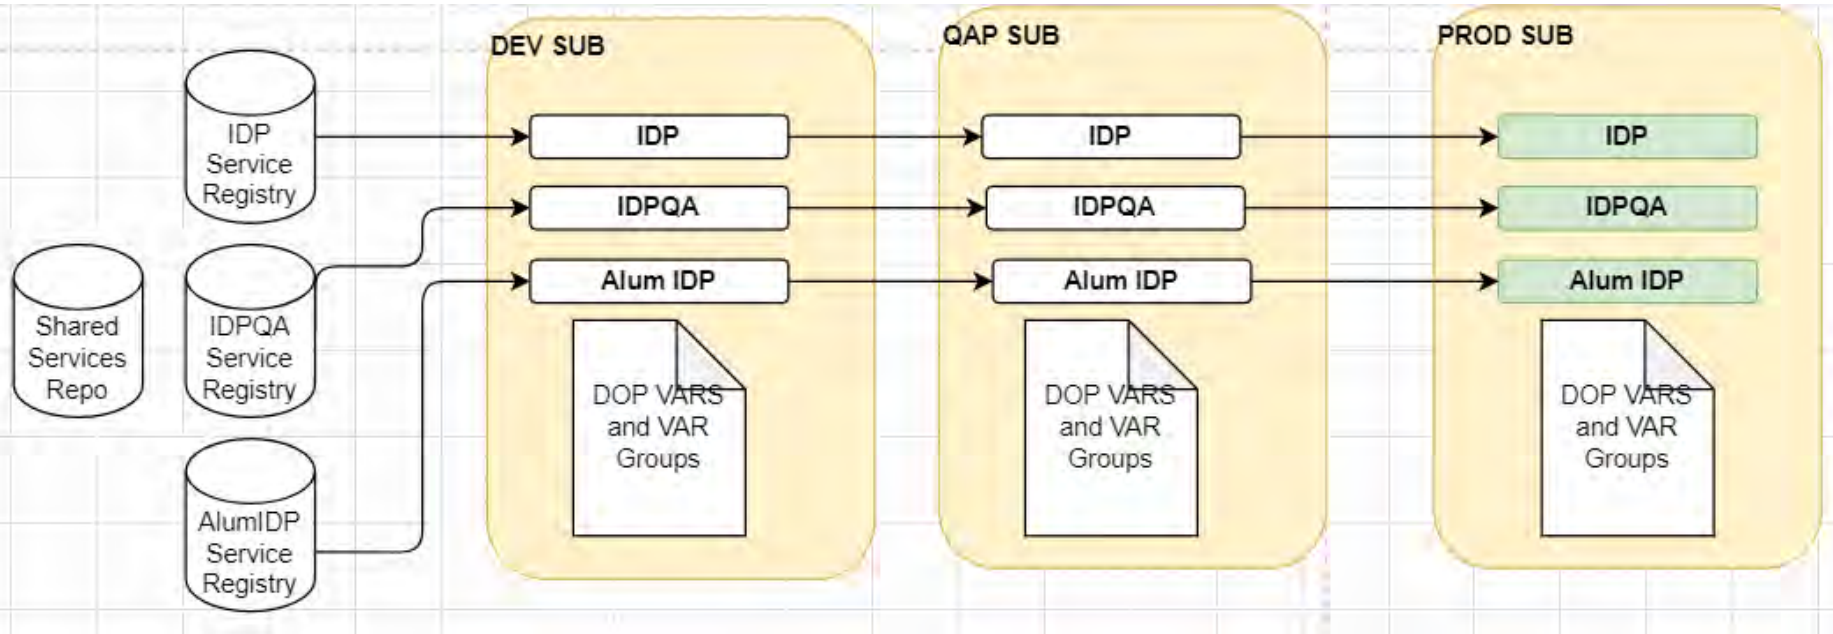 DEV SUB
QAP SUB
PROD SUB
IDP
Service
Registry
IDP
IDP
IDP
IDPQA
IDPQA
IDPQA
Shared
Services
Repo
IDPQA
Service
Registry
Alum IDP
Alum IDP
Alum IDP
DOP VARS
and VAR
Groups
DOP VARS
and VAR
Groups
DOP VARS
and VAR
Groups
AlumIDP
Service
Registry